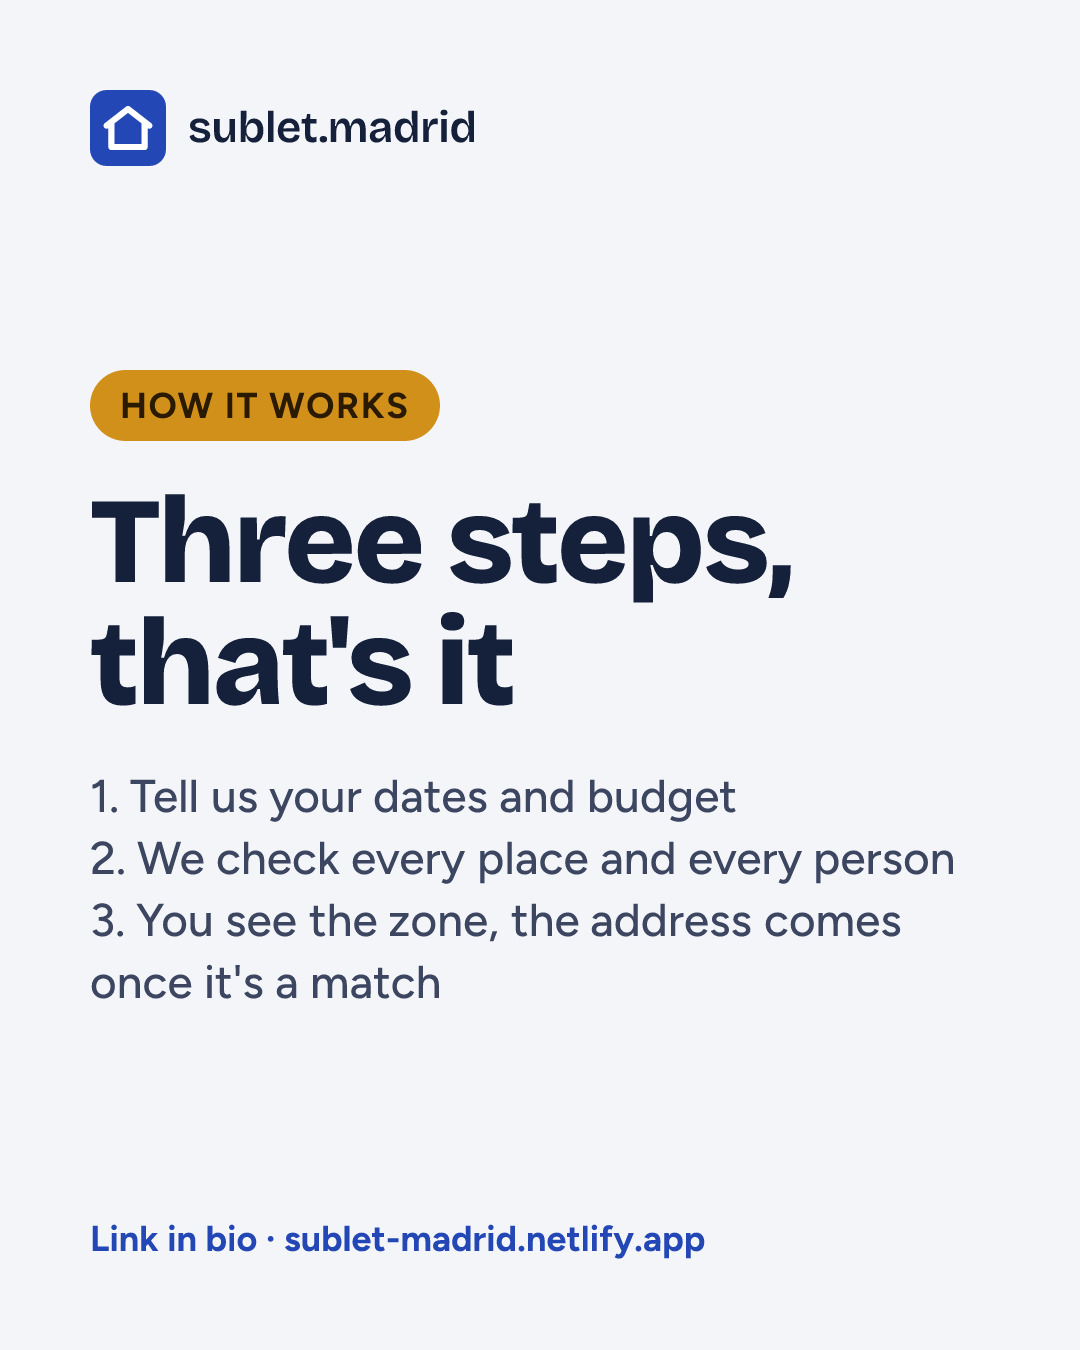 sublet.madrid
HOW IT WORKS
Three steps,
that's it
1. Tell us your dates and budget
2. We check every place and every person
3. You see the zone, the address comes
once it's a match
Link in bio · sublet-madrid.netlify.app